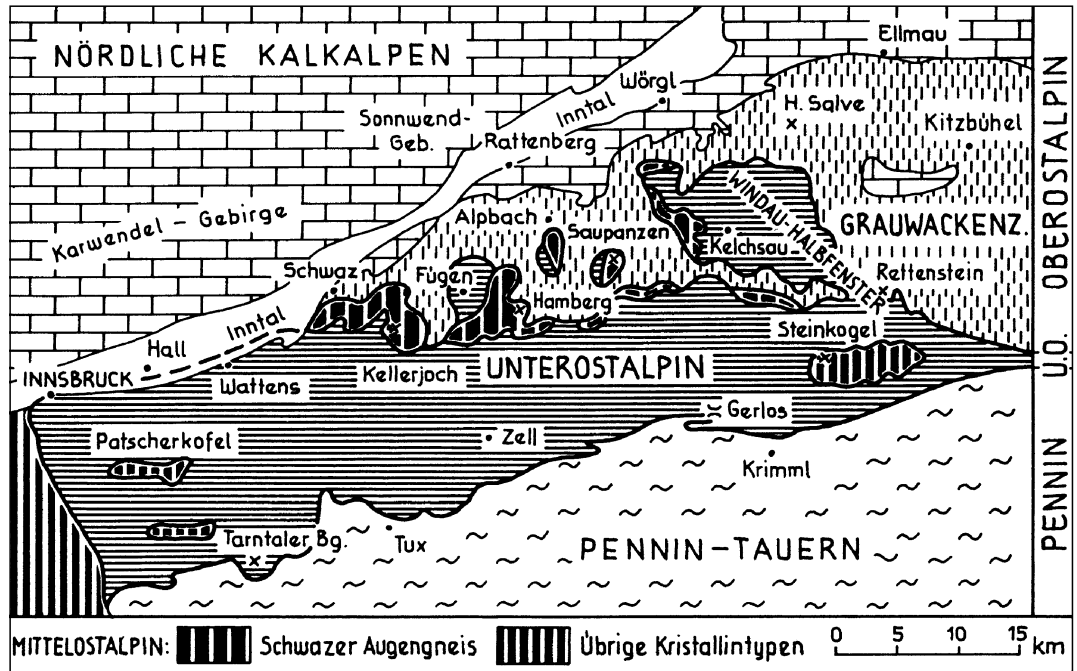 NÖRDLICHE KALKALPEN
Ellmau
Wörgl
Inntal
H. Salve
Kitzbühel
Sonnwend-
Geb.
Rattenberg
WINDAU-HALBFENSTER
Karwendel - Gebirge
Alpbach
Saupanzen
Kelchsau
GRAUWACKENZ.
OBEROSTALPIN
Schwaz
Fügen
Hamberg
Rettenstein
Inntal
Steinkogel
Hall
INNSBRUCK
Wattens
Kellerjoch
UNTEROSTALPIN
U.O.
Gerlos
Patscherkofel
Zell
Krimml
Tarntaler Bg.
Tux
PENNIN-TAUERN
PENNIN
MITTELOSTALPIN: Schwazer Augengneis Übrige Kristallintypen 0 5 10 15 km